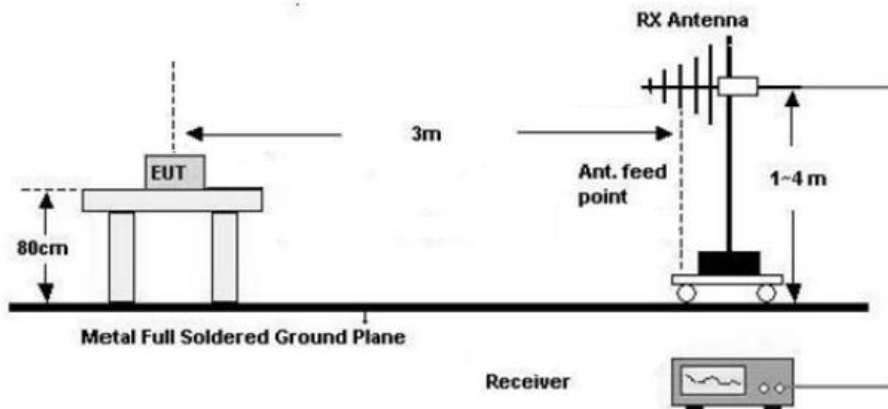 RX Antenna
3m
EUT
Ant. feed
point
1~4 m
80cm
Metal Full Soldered Ground Plane
Receiver